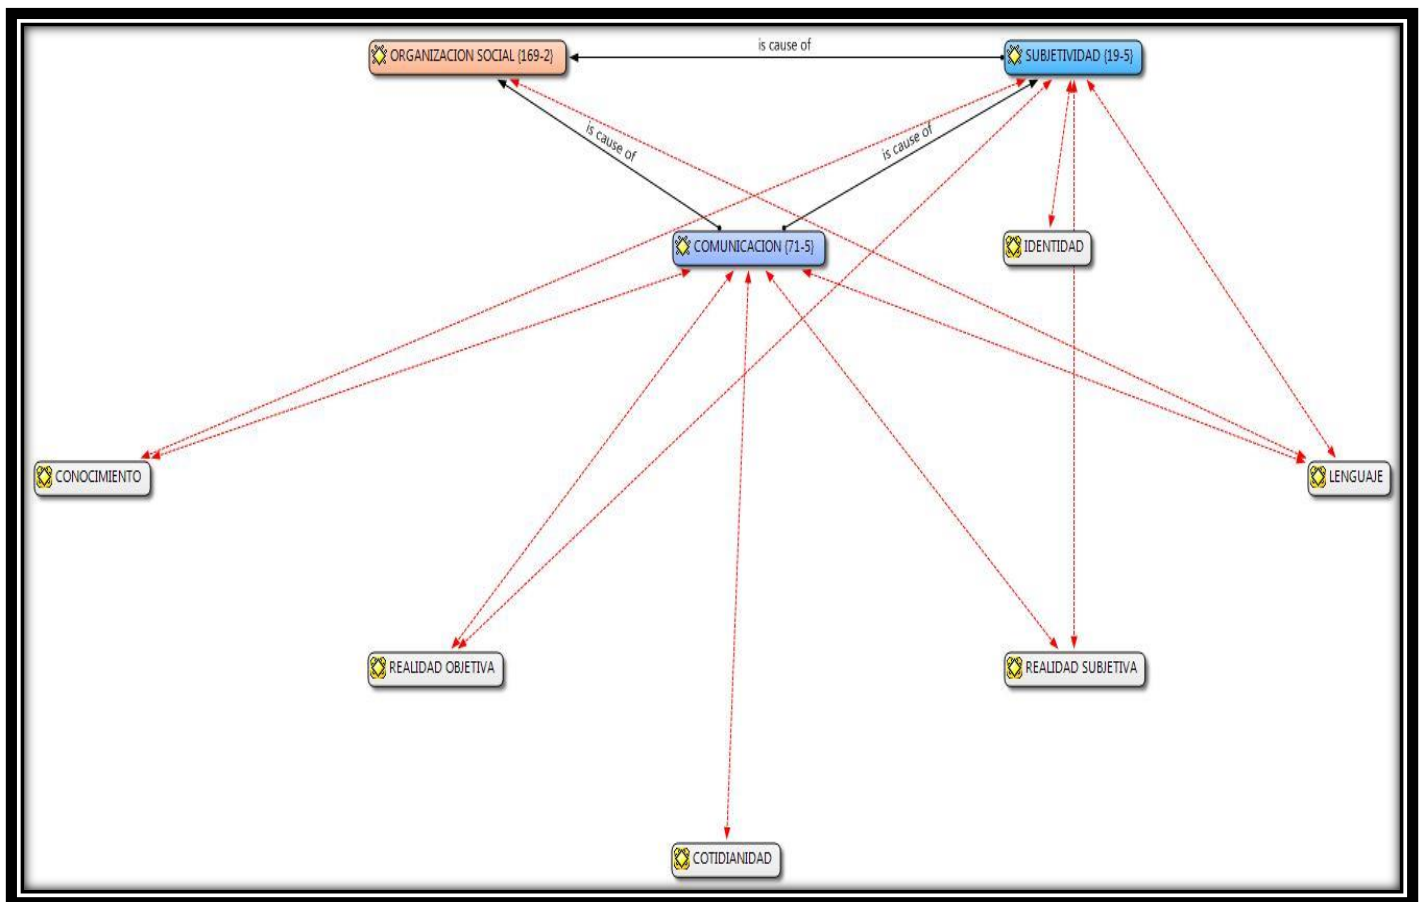 is cause of
ORGANIZACION SOCIAL {169-2}
SUBJETIVIDAD {19-5}
is cause of
is cause of
COMUNICACION {71-5}
IDENTIDAD
CONOCIMIENTO
LENGUAJE
REALIDAD OBJETIVA
REALIDAD SUBJETIVA
COTIDIANIDAD